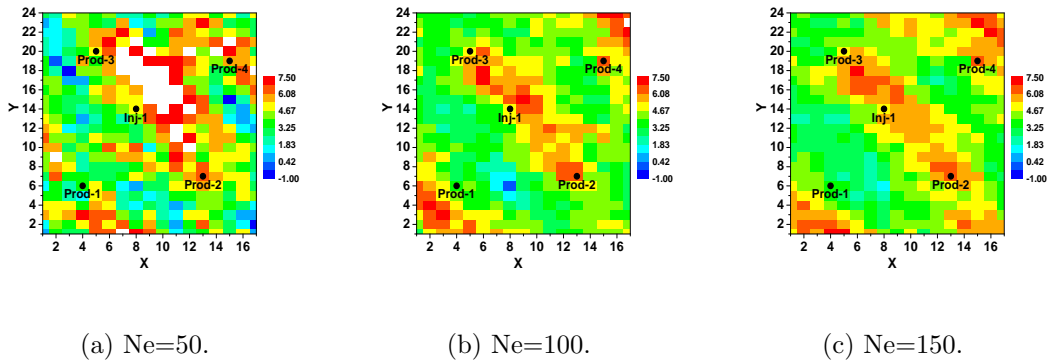 24
22
20
18
16
14
12
10
8
6
4
2
Y
2 4 6 8 10 12 14 16
X
Prod-3
Prod-4
Inj-1
Prod-1
Prod-2
7.50
6.08
4.67
3.25
1.83
0.42
-1.00
(a) Ne=50.
24
22
20
18
16
14
12
10
8
6
4
2
Y
2 4 6 8 10 12 14 16
X
Prod-3
Prod-4
Inj-1
Prod-1
Prod-2
7.50
6.08
4.67
3.25
1.83
0.42
-1.00
(b) Ne=100.
24
22
20
18
16
14
12
10
8
6
4
2
Y
2 4 6 8 10 12 14 16
X
Prod-3
Prod-4
Inj-1
Prod-1
Prod-2
7.50
6.08
4.67
3.25
1.83
0.42
-1.00
(c) Ne=150.